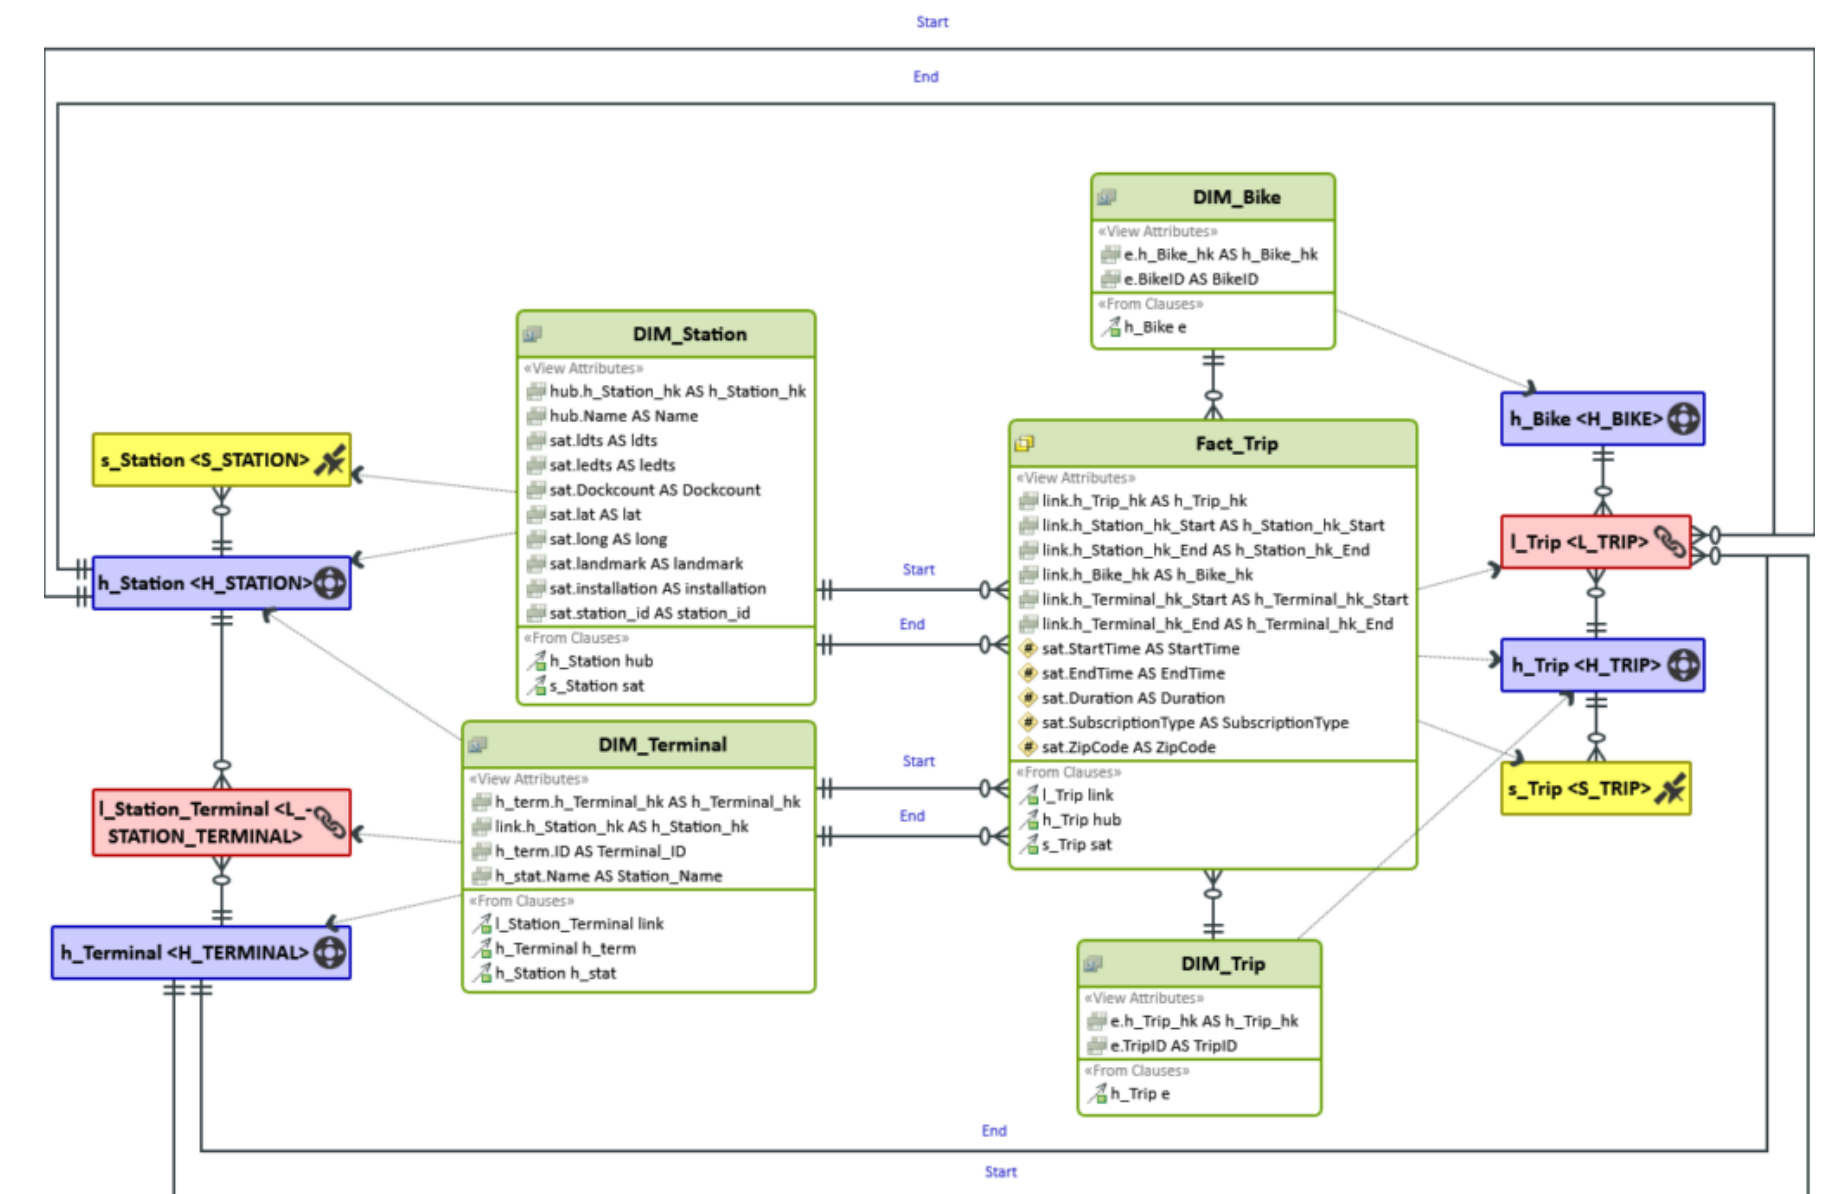 Start
End
DIM_Bike
«View Attributes»
e.h_Bike_hk AS h_Bike_hk
e.BikeID AS BikeID
«From Clauses»
h_Bike e
DIM_Station
«View Attributes»
hub.h_Station_hk AS h_Station_hk
hub.Name AS Name
sat.ldts AS ldts
sat.ledts AS ledts
sat.Dockcount AS Dockcount
sat.lat AS lat
sat.long AS long
sat.landmark AS landmark
sat.installation AS installation
sat.station_id AS station_id
«From Clauses»
h_Station hub
s_Station sat
s_Station <S_STATION>
h_Station <H_STATION>
l_Station_Terminal <L_-
STATION_TERMINAL>
h_Terminal <H_TERMINAL>
DIM_Terminal
«View Attributes»
h_term.h_Terminal_hk AS h_Terminal_hk
link.h_Station_hk AS h_Station_hk
h_term.ID AS Terminal_ID
h_stat.Name AS Station_Name
«From Clauses»
l_Station_Terminal link
h_Terminal h_term
h_Station h_stat
Start
End
Start
End
Fact_Trip
«View Attributes»
link.h_Trip_hk AS h_Trip_hk
link.h_Station_hk_Start AS h_Station_hk_Start
link.h_Station_hk_End AS h_Station_hk_End
link.h_Bike_hk AS h_Bike_hk
link.h_Terminal_hk_Start AS h_Terminal_hk_Start
link.h_Terminal_hk_End AS h_Terminal_hk_End
sat.StartTime AS StartTime
sat.EndTime AS EndTime
sat.Duration AS Duration
sat.SubscriptionType AS SubscriptionType
sat.ZipCode AS ZipCode
«From Clauses»
l_Trip link
h_Trip hub
s_Trip sat
h_Bike <H_BIKE>
l_Trip <L_TRIP>
h_Trip <H_TRIP>
s_Trip <S_TRIP>
DIM_Trip
«View Attributes»
e.h_Trip_hk AS h_Trip_hk
e.TripID AS TripID
«From Clauses»
h_Trip e
End
Start